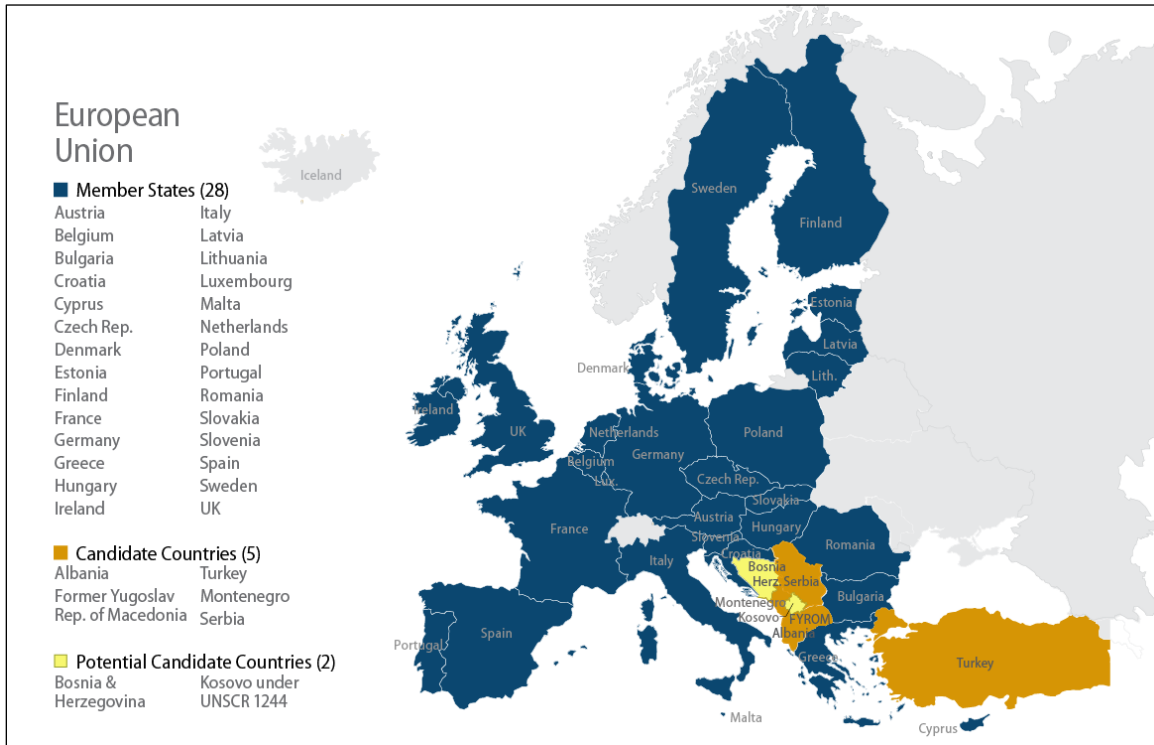 European
Union
Member States (28)
Austria
Belgium
Bulgaria
Croatia
Cyprus
Czech Rep.
Denmark
Estonia
Finland
France
Germany
Greece
Hungary
Ireland
Italy
Latvia
Lithuania
Luxembourg
Malta
Netherlands
Poland
Portugal
Romania
Slovakia
Slovenia
Spain
Sweden
UK
Candidate Countries (5)
Albania
Former Yugoslav
Rep. of Macedonia
Turkey
Montenegro
Serbia
Potential Candidate Countries (2)
Bosnia &
Herzegovina
Kosovo under
UNSCR 1244
Iceland
Sweden
Finland
Estonia
Latvia
Lith.
Denmark
Ireland
UK
Netherlands
Belgium
Lux.
Germany
Poland
Czech Rep.
Slovakia
Austria
Hungary
Slovenia
Croatia
France
Italy
Romania
Bosnia
Herz.
Serbia
Montenegro
Kosovo
FYROM
Albania
Bulgaria
Greece
Portugal
Spain
Turkey
Malta
Cyprus